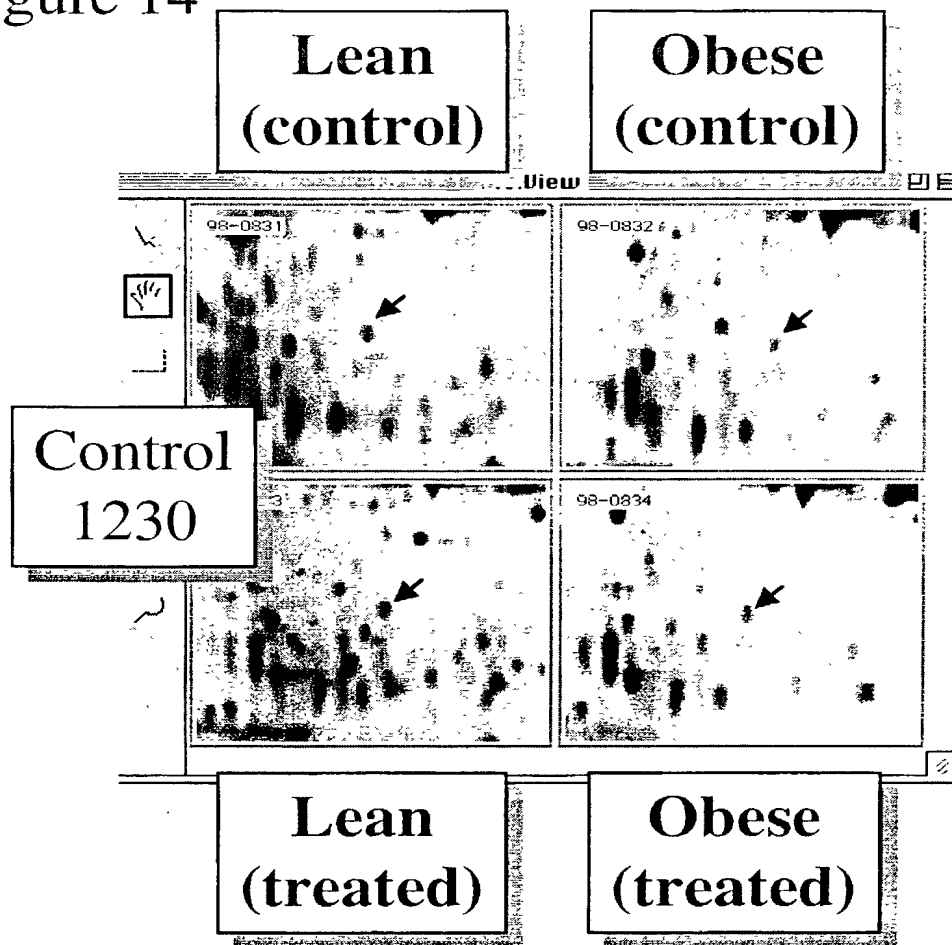 gure 14
Lean
(control)
Obese
(control)
...View
98-0831
98-0832
Control
1230
3
98-0834
Lean
(treated)
Obese
(treated)